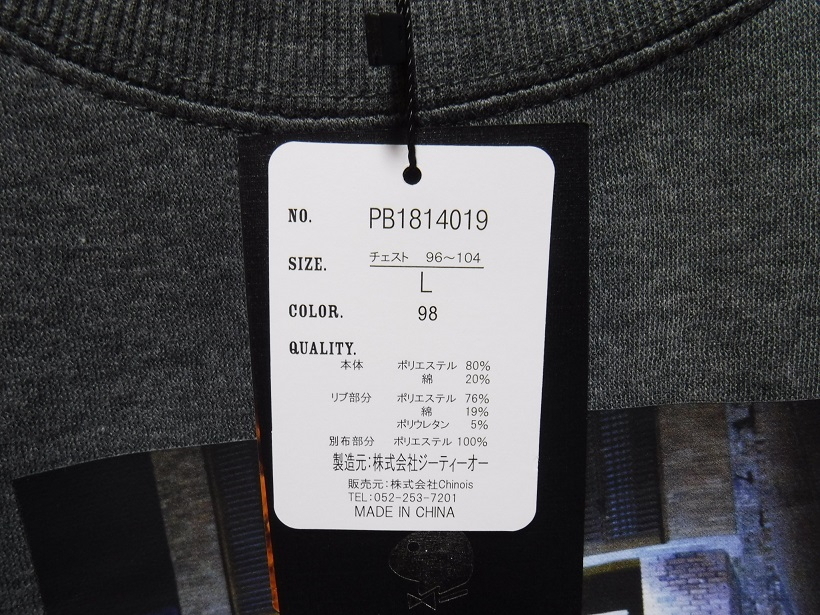 NO. PB1814019
SIZE. チェスト 96～104
L
COLOR. 98
QUALITY.
本体 ポリエステル 80%
綿 20%
リブ部分 ポリエステル 76%
綿 19%
ポリウレタン 5%
別布部分 ポリエステル 100%
製造元:株式会社ジーティーオー
販売元:株式会社Chinois
TEL:052-253-7201
MADE IN CHINA